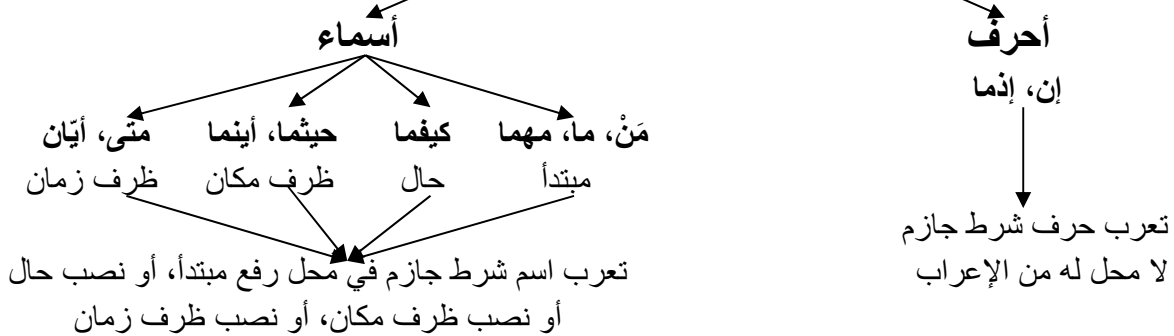 أحرف
إن، إذما
تعرب حرف شرط جازم
لا محل له من الإعراب
أسماء
مَنْ، ما، مهما
كيفما
حيثما، أينما
متى، أيّان
مبتدأ
حال
ظرف مكان
ظرف زمان
تعرب اسم شرط جازم في محل رفع مبتدأ، أو نصب حال
أو نصب ظرف مكان، أو نصب ظرف زمان